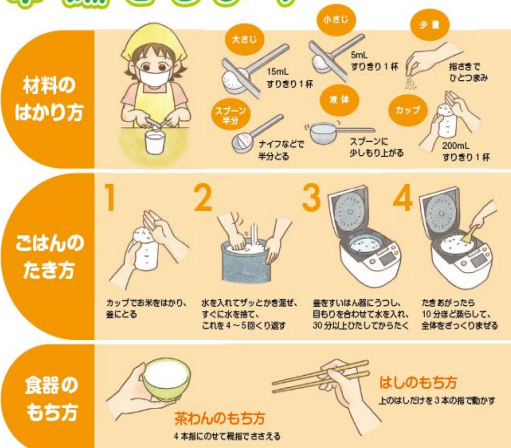 材料の
はかり方
大さじ
15mL
すりきり1杯
小さじ
5mL
すりきり1杯
少量
指さきで
ひとつまみ
スプーン
半分
ナイフなどで
半分とる
液体
スプーンに
少しもり上がる
カップ
200mL
すりきり1杯
ごはんの
たき方
1
カップでお米をはかり、
釜にとる
2
水を入れてザッとかき混ぜ、
すぐに水を捨て、
これを4～5回くり返す
3
釜をすいはん器にうつし、
目もりを合わせて水を入れ、
30分以上ひたしてからたく
4
たきあがったら
10分ほど蒸らして、
全体をざっくりまぜる
食器の
もち方
茶わんのもち方
4本指にのせて親指でささえる
はしのもち方
上のはしだけを3本の指で動かす